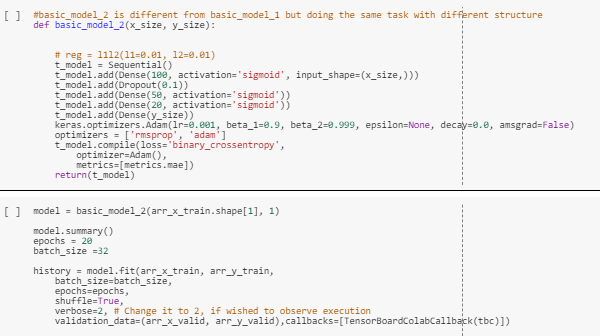 [ ] #basic_model_2 is different from basic_model_1 but doing the same task with different structure
def basic_model_2(x_size, y_size):
# reg = l1l2(l1=0.01, l2=0.01)
t_model = Sequential()
t_model.add(Dense(100, activation='sigmoid', input_shape=(x_size,)))
t_model.add(Dropout(0.1))
t_model.add(Dense(50, activation='sigmoid'))
t_model.add(Dense(20, activation='sigmoid'))
t_model.add(Dense(y_size))
keras.optimizers.Adam(lr=0.001, beta_1=0.9, beta_2=0.999, epsilon=None, decay=0.0, amsgrad=False)
optimizers = ['rmsprop', 'adam']
t_model.compile(loss='binary_crossentropy',
optimizer=Adam(),
metrics=[metrics.mae])
return(t_model)
[ ] model = basic_model_2(arr_x_train.shape[1], 1)
model.summary()
epochs = 20
batch_size =32
history = model.fit(arr_x_train, arr_y_train,
batch_size=batch_size,
epochs=epochs,
shuffle=True,
verbose=2, # Change it to 2, if wished to observe execution
validation_data=(arr_x_valid, arr_y_valid),callbacks=[TensorBoardColabCallback(tbc)])